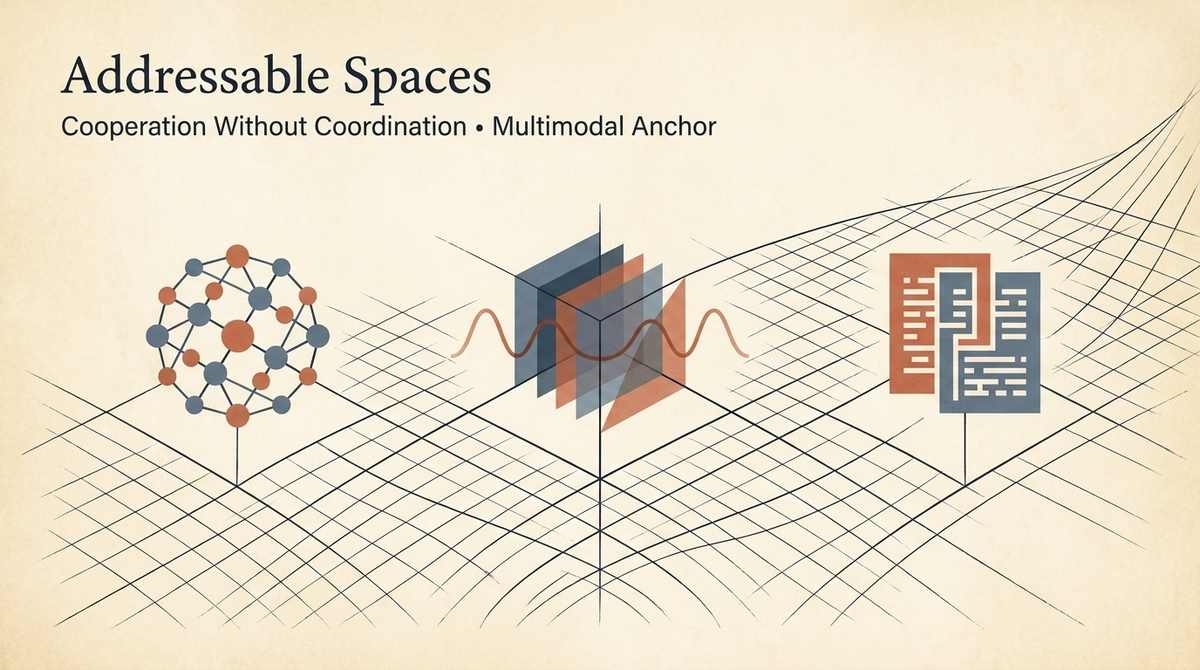 Addressable Spaces
Cooperation Without Coordination • Multimodal Anchor